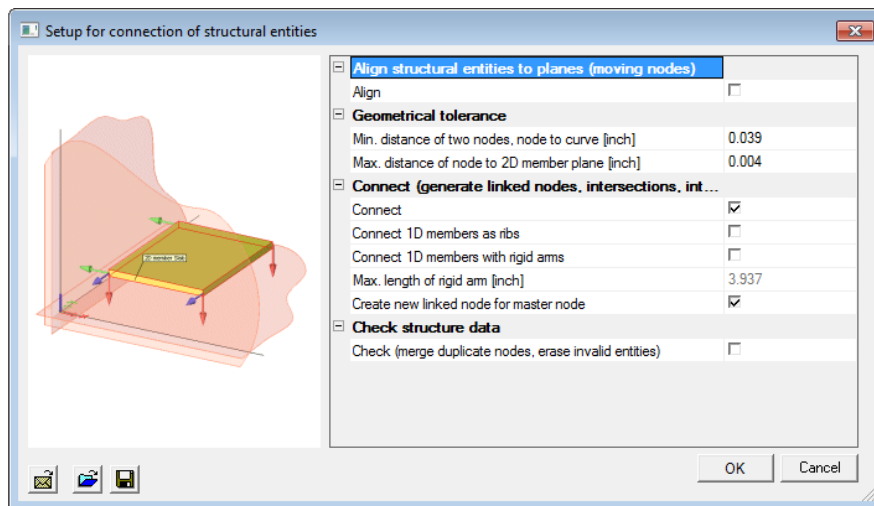 Setup for connection of structural entities
Align structural entities to planes (moving nodes)
Align
Geometrical tolerance
Min. distance of two nodes, node to curve [inch] 0.039
Max. distance of node to 2D member plane [inch] 0.004
Connect (generate linked nodes, intersections, int...
Connect
Connect 1D members as ribs
Connect 1D members with rigid arms
Max. length of rigid arm [inch] 3.937
Create new linked node for master node
Check structure data
Check (merge duplicate nodes, erase invalid entities)
2D member Slab
OK Cancel